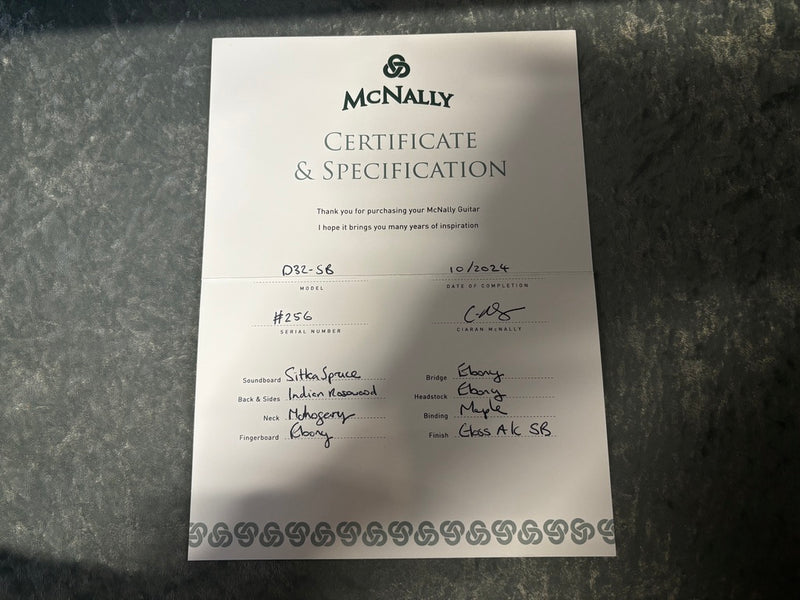 McNALLY
CERTIFICATE
& SPECIFICATION
Thank you for purchasing your McNally Guitar
I hope it brings you many years of inspiration
D32-SB 10/2024
MODEL DATE OF COMPLETION
#256
SERIAL NUMBER CIARAN McNALLY
Soundboard Sitka Spruce Bridge Ebony
Back & Sides Indian Rosewood Headstock Ebony
Neck Mahogany Binding Maple
Fingerboard Ebony Finish Gloss A/C SB